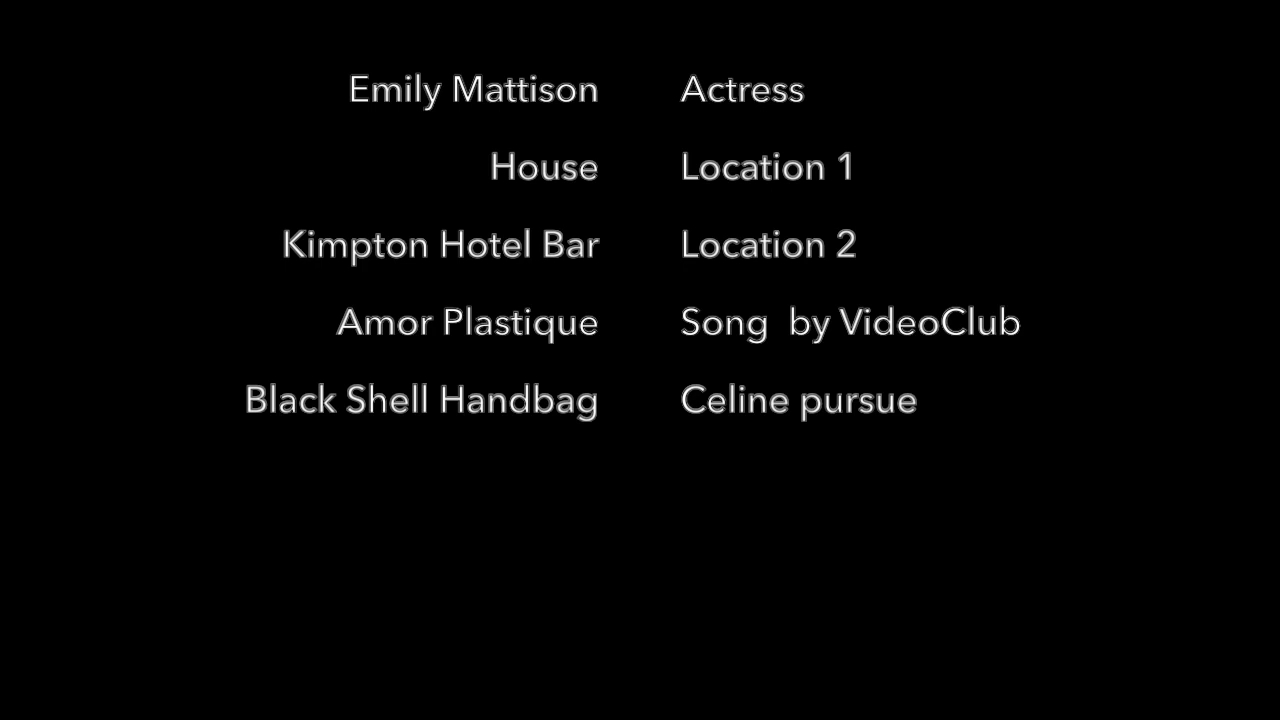 Emily Mattison Actress
House Location 1
Kimpton Hotel Bar Location 2
Amor Plastique Song  by VideoClub
Black Shell Handbag Celine pursue